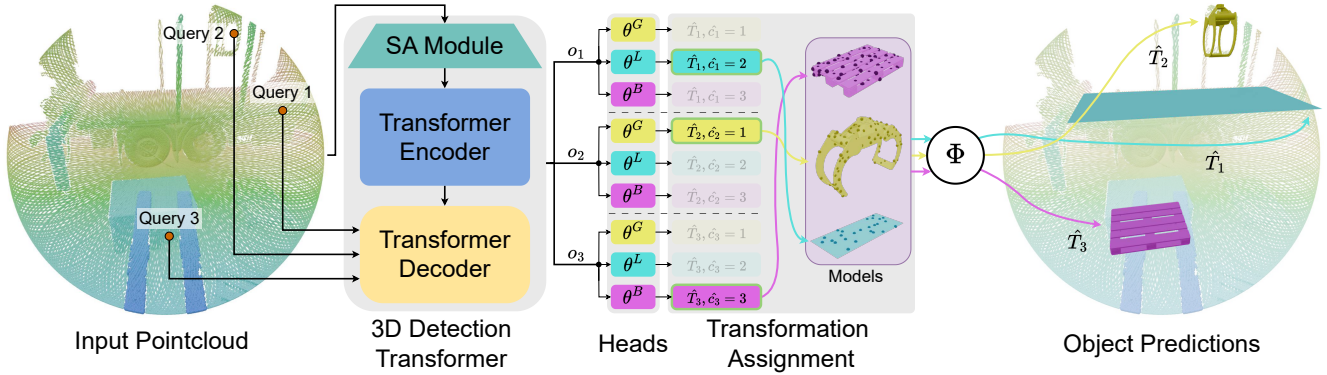 Query 2
Query 1
Query 3
Input Pointcloud
SA Module
Transformer
Encoder
Transformer
Decoder
3D Detection
Transformer
o₁
θᴳ
T̂₁, ĉ₁ = 1
θᴸ
T̂₁, ĉ₁ = 2
θᴮ
T̂₁, ĉ₁ = 3
o₂
θᴳ
T̂₂, ĉ₂ = 1
θᴸ
T̂₂, ĉ₂ = 2
θᴮ
T̂₂, ĉ₂ = 3
o₃
θᴳ
T̂₃, ĉ₃ = 1
θᴸ
T̂₃, ĉ₃ = 2
θᴮ
T̂₃, ĉ₃ = 3
Heads
Models
Transformation
Assignment
Φ
T̂₂
T̂₁
T̂₃
Object Predictions